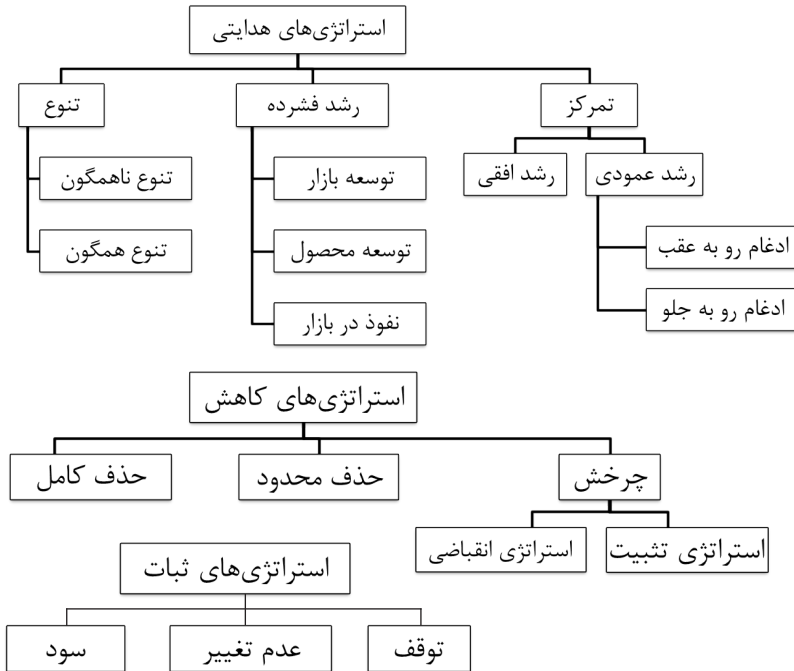 استراتژی‌های هدایتی
تمرکز
رشد فشرده
تنوع
رشد عمودی
رشد افقی
توسعه بازار
تنوع ناهمگون
ادغام رو به عقب
توسعه محصول
تنوع همگون
ادغام رو به جلو
نفوذ در بازار
استراتژی‌های کاهش
چرخش
حذف محدود
حذف کامل
استراتژی تثبیت
استراتژی انقباضی
استراتژی‌های ثبات
توقف
عدم تغییر
سود